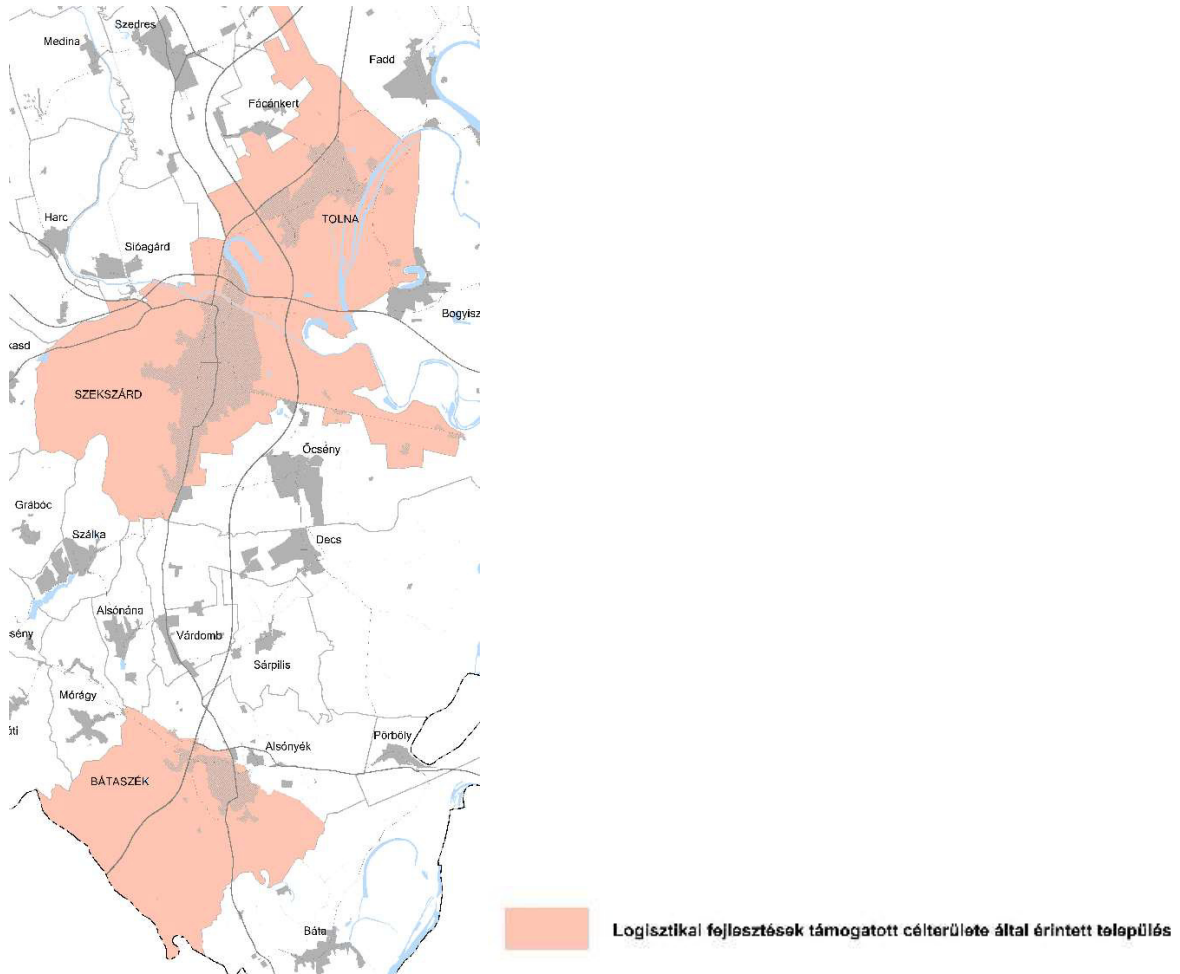 Szedres
Medina
Fadd
Fácánkert
TOLNA
Harc
Sióagárd
Bogyisz
kasd
SZEKSZÁRD
Őcsény
Grábóc
Szálka
Decs
Alsónána
sény
Várdomb
Sárpilis
Mórágy
áti
Alsónyék
Pörböly
BÁTASZÉK
Báta
Logisztikai fejlesztések támogatott célterülete által érintett település